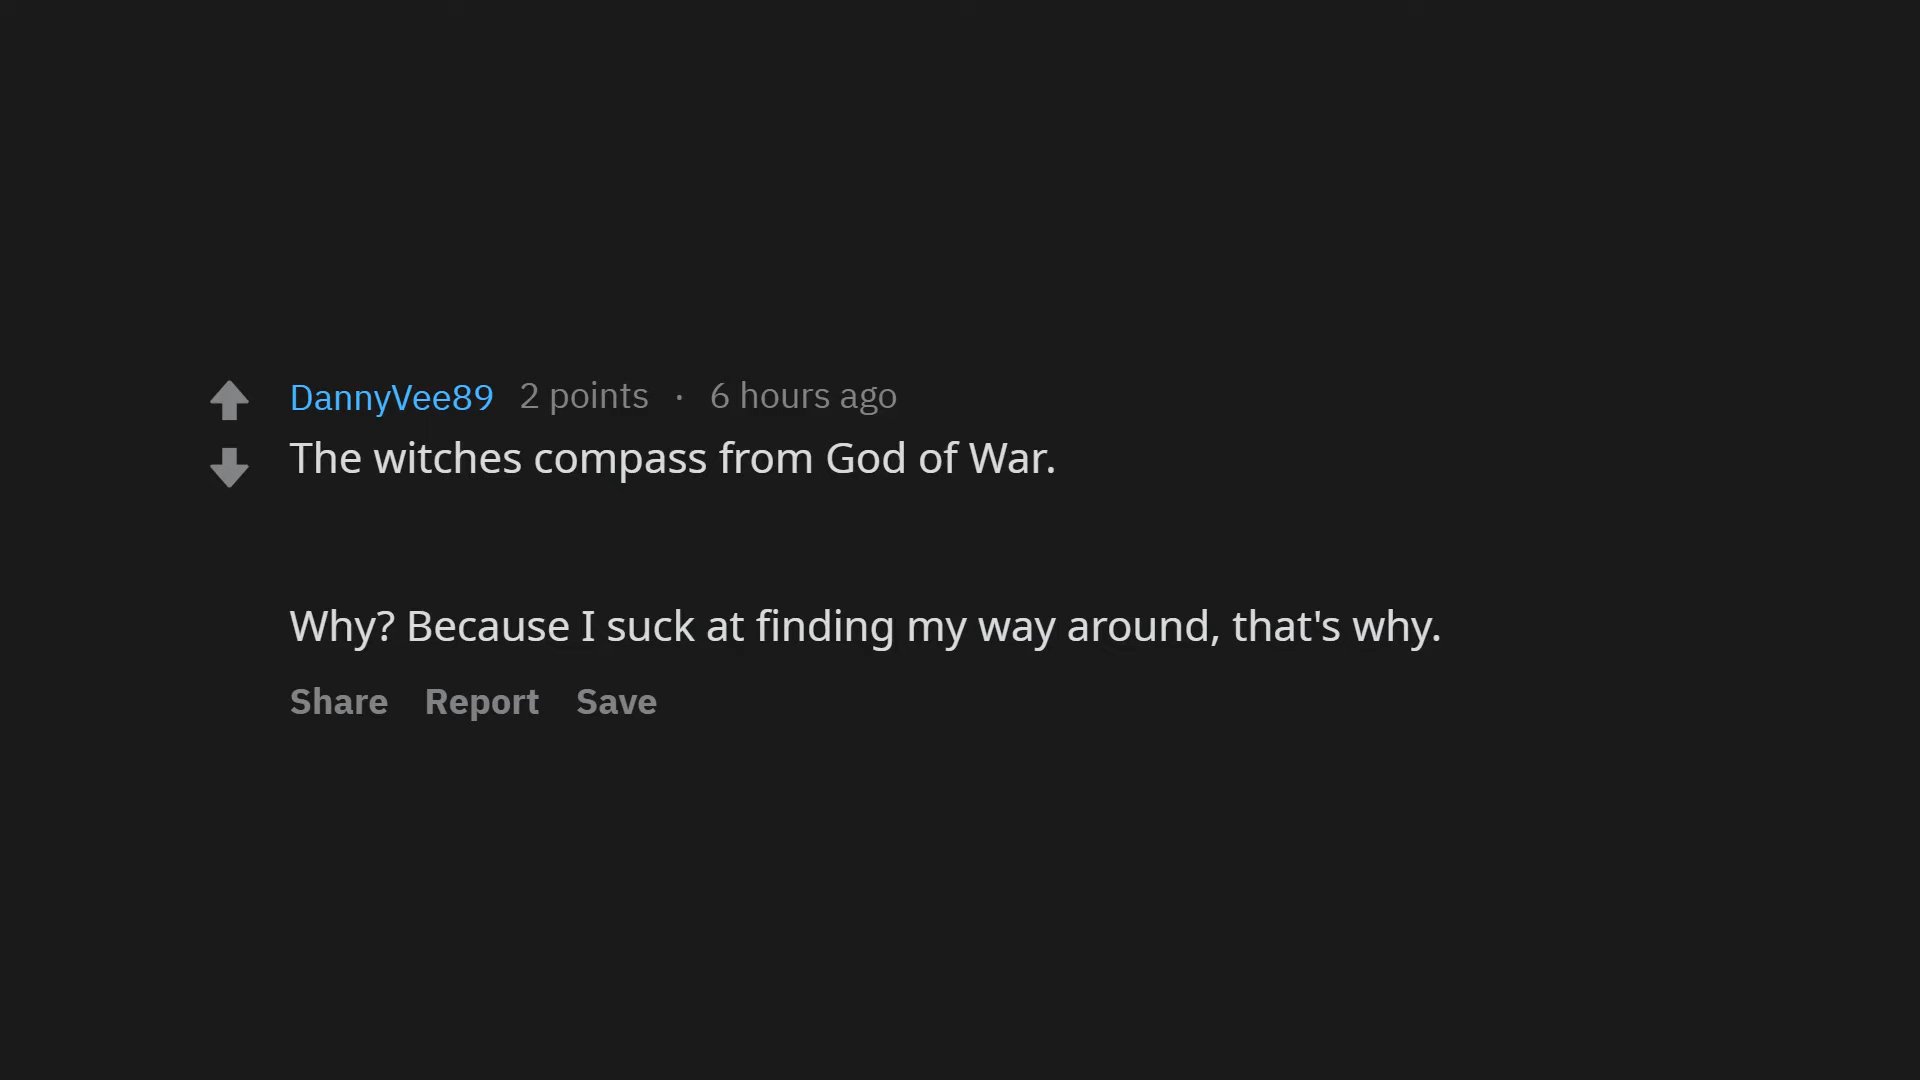 DannyVee89 2 points · 6 hours ago
The witches compass from God of War.
Why? Because I suck at finding my way around, that's why.
Share Report Save